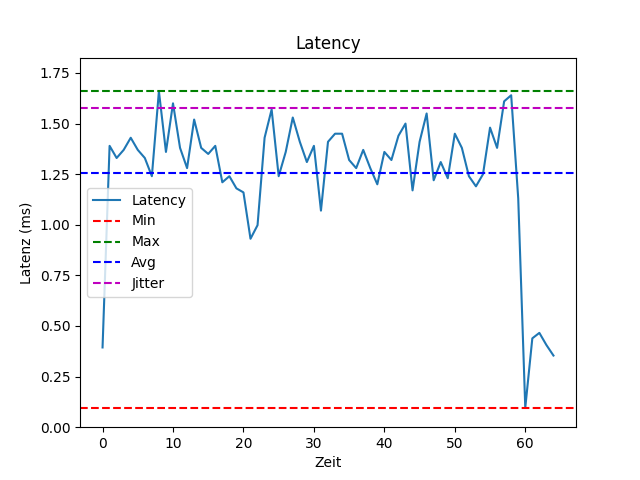 Latency
1.75
1.50
1.25
1.00
0.75
0.50
0.25
0.00
Latenz (ms)
Latency
Min
Max
Avg
Jitter
0 10 20 30 40 50 60
Zeit